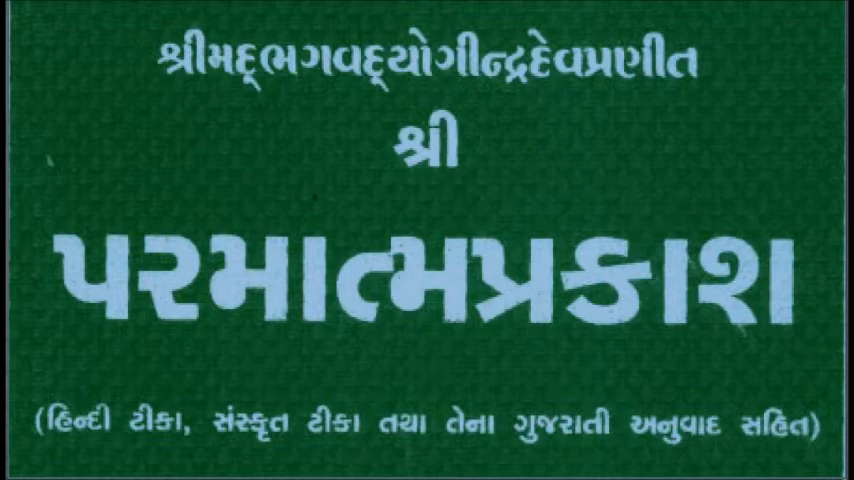 શ્રીમદ્‌ભગવદ્‌યોગીન્દ્રદેવપ્રણીત
શ્રી
પરમાત્મપ્રકાશ
(હિન્દી ટીકા, સંસ્કૃત ટીકા તથા તેના ગુજરાતી અનુવાદ સહિત)